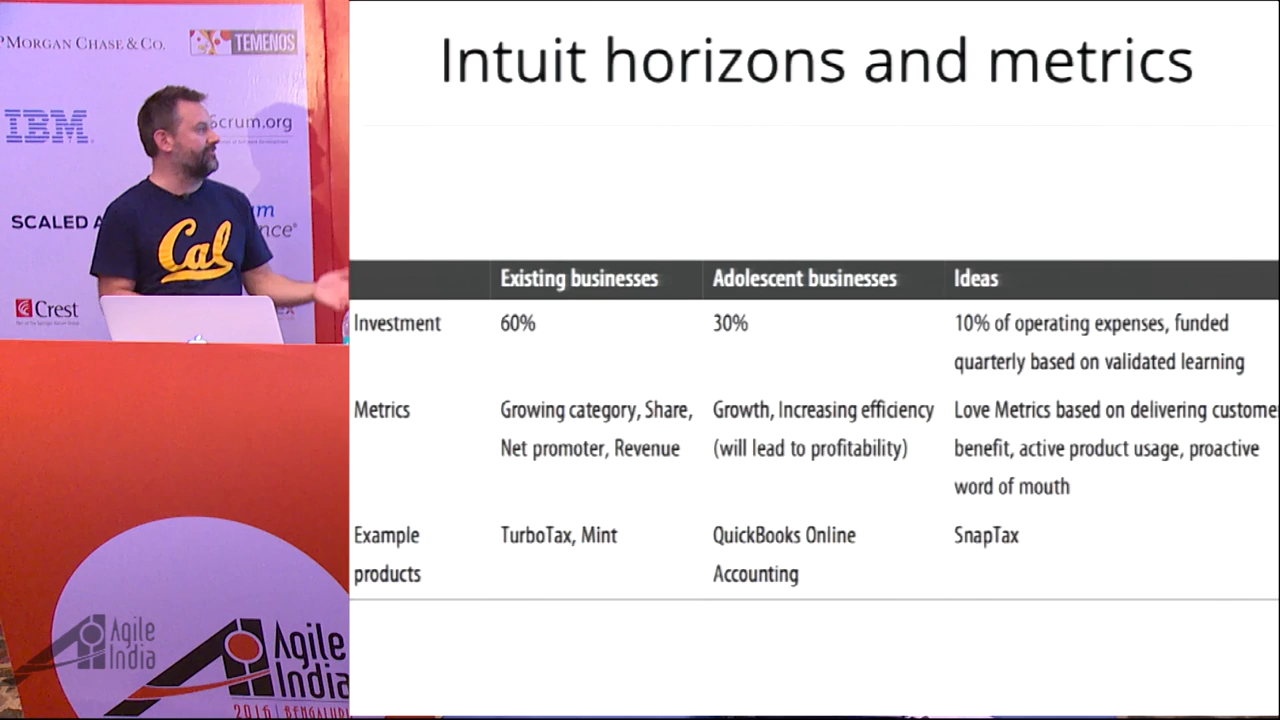 MORGAN CHASE & CO.
TEMENOS
IBM
Scrum.org
SCALED A
nce®
Crest
Cal
Agile
India
Agile
India
2016 | BENGALURU
Intuit horizons and metrics
Existing businesses Adolescent businesses Ideas
Investment 60% 30% 10% of operating expenses, funded
quarterly based on validated learning
Metrics Growing category, Share, Growth, Increasing efficiency Love Metrics based on delivering custome
Net promoter, Revenue (will lead to profitability) benefit, active product usage, proactive
word of mouth
Example TurboTax, Mint QuickBooks Online SnapTax
products Accounting